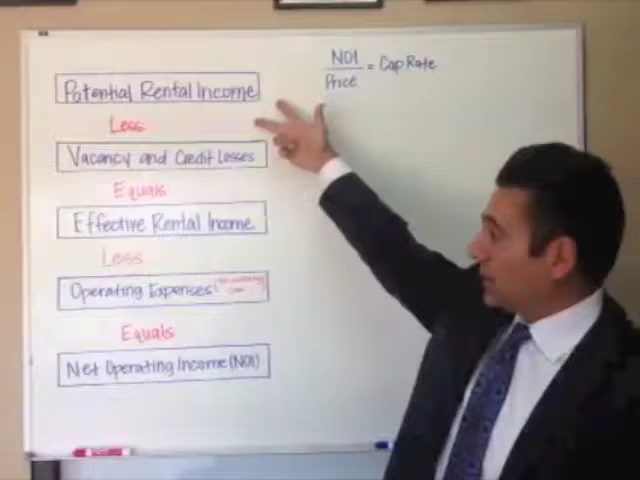 NOI
Price = Cap Rate
Potential Rental Income
Less
Vacancy and Credit Losses
Equals
Effective Rental Income
Less
Operating Expenses
Equals
Net Operating Income (NOI)